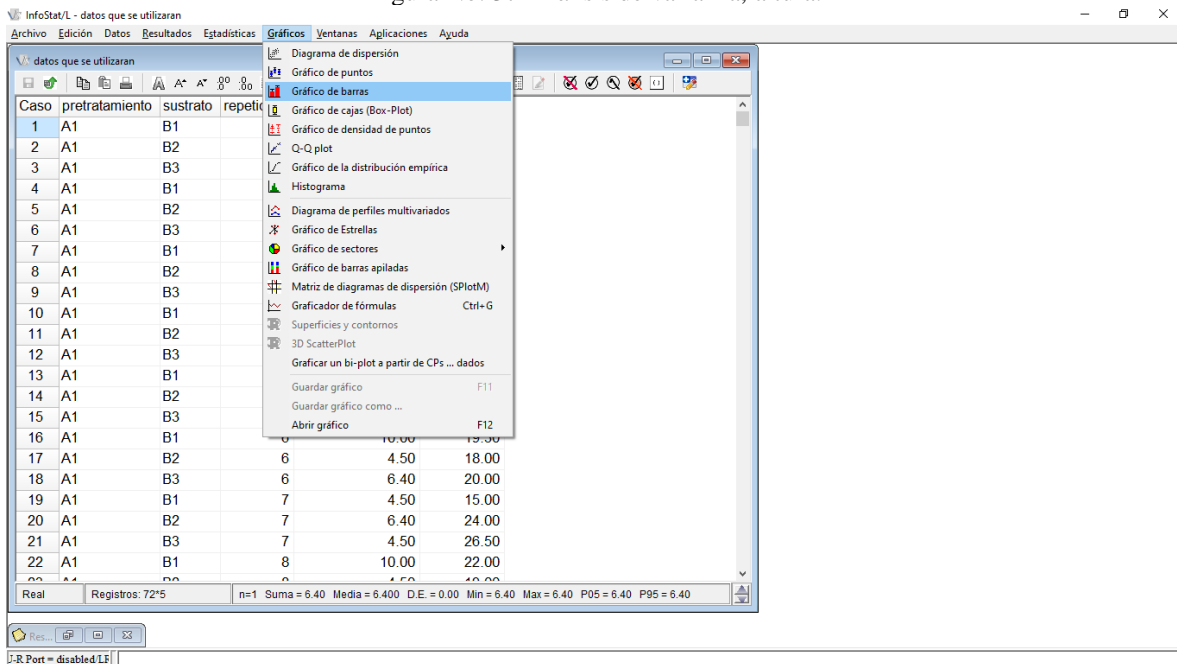 InfoStat/L - datos que se utilizaran
Archivo Edición Datos Resultados Estadísticas Gráficos Ventanas Aplicaciones Ayuda
datos que se utilizaran
Caso pretratamiento sustrato
1 A1 B1
2 A1 B2
3 A1 B3
4 A1 B1
5 A1 B2
6 A1 B3
7 A1 B1
8 A1 B2
9 A1 B3
10 A1 B1
11 A1 B2
12 A1 B3
13 A1 B1
14 A1 B2
15 A1 B3
16 A1 B1 6 10.00 19.50
17 A1 B2 6 4.50 18.00
18 A1 B3 6 6.40 20.00
19 A1 B1 7 4.50 15.00
20 A1 B2 7 6.40 24.00
21 A1 B3 7 4.50 26.50
22 A1 B1 8 10.00 22.00
Diagrama de dispersión
Gráfico de puntos
Gráfico de barras
Gráfico de cajas (Box-Plot)
Gráfico de densidad de puntos
Q-Q plot
Gráfico de la distribución empírica
Histograma
Diagrama de perfiles multivariados
Gráfico de Estrellas
Gráfico de sectores
Gráfico de barras apiladas
Matriz de diagramas de dispersión (SPlotM)
Graficador de fórmulas Ctrl+G
Superficies y contornos
3D ScatterPlot
Graficar un bi-plot a partir de CPs ... dados
Guardar gráfico F11
Guardar gráfico como ...
Abrir gráfico F12
Real Registros: 72*5 n=1 Suma = 6.40 Media = 6.400 D.E. = 0.00 Min = 6.40 Max = 6.40 P05 = 6.40 P95 = 6.40
Res...
J-R Port = disabled/LF